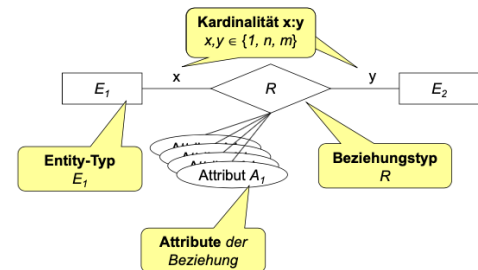 Kardinalität x:y
x,y ∈ {1, n, m}
x
y
E₁
R
E₂
Entity-Typ
E₁
Attribut A₁
Beziehungstyp
R
Attribute der
Beziehung